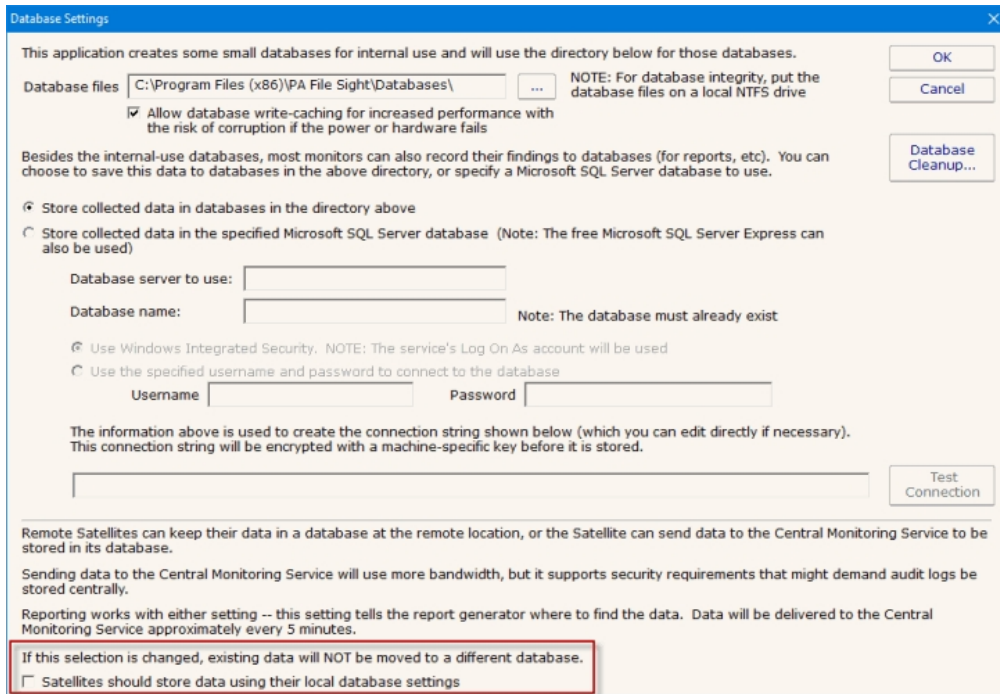 Database Settings
This application creates some small databases for internal use and will use the directory below for those databases.
OK
Database files
C:\Program Files (x86)\PA File Sight\Databases\
...
NOTE: For database integrity, put the
database files on a local NTFS drive
Cancel
Allow database write-caching for increased performance with
the risk of corruption if the power or hardware fails
Besides the internal-use databases, most monitors can also record their findings to databases (for reports, etc). You can
choose to save this data to databases in the above directory, or specify a Microsoft SQL Server database to use.
Database
Cleanup...
Store collected data in databases in the directory above
Store collected data in the specified Microsoft SQL Server database (Note: The free Microsoft SQL Server Express can
also be used)
Database server to use:
Database name:
Note: The database must already exist
Use Windows Integrated Security. NOTE: The service's Log On As account will be used
Use the specified username and password to connect to the database
Username
Password
The information above is used to create the connection string shown below (which you can edit directly if necessary).
This connection string will be encrypted with a machine-specific key before it is stored.
Test
Connection
Remote Satellites can keep their data in a database at the remote location, or the Satellite can send data to the Central Monitoring Service to be
stored in its database.
Sending data to the Central Monitoring Service will use more bandwidth, but it supports security requirements that might demand audit logs be
stored centrally.
Reporting works with either setting -- this setting tells the report generator where to find the data. Data will be delivered to the Central
Monitoring Service approximately every 5 minutes.
If this selection is changed, existing data will NOT be moved to a different database.
Satellites should store data using their local database settings